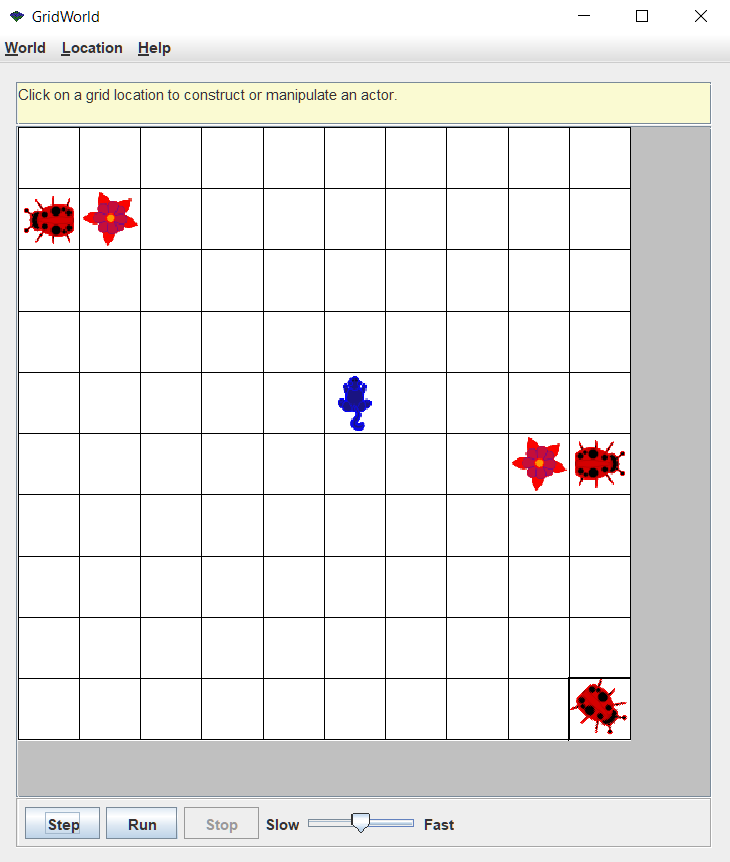 GridWorld
World Location Help
Click on a grid location to construct or manipulate an actor.
Step Run Stop Slow Fast